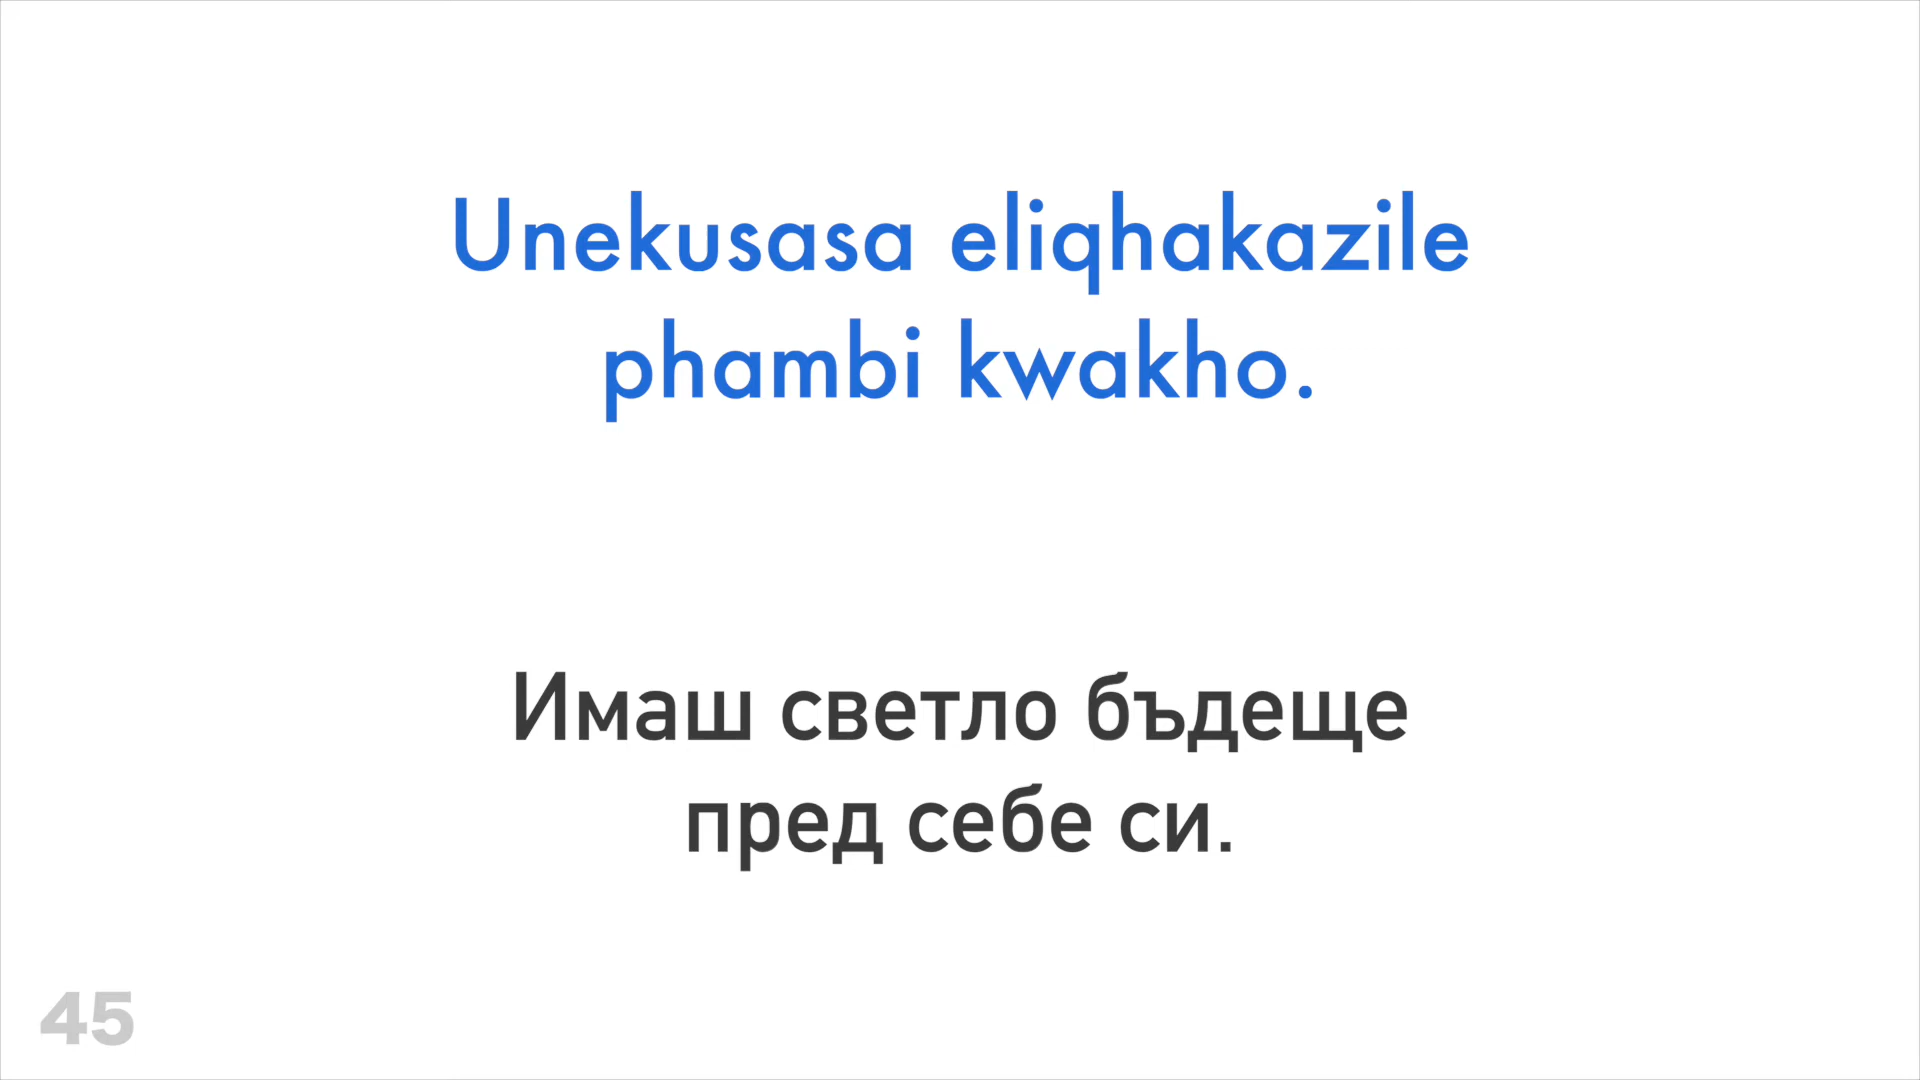 Unekusasa eliqhakazile
phambi kwakho.
Имаш светло бъдеще
пред себе си.
45